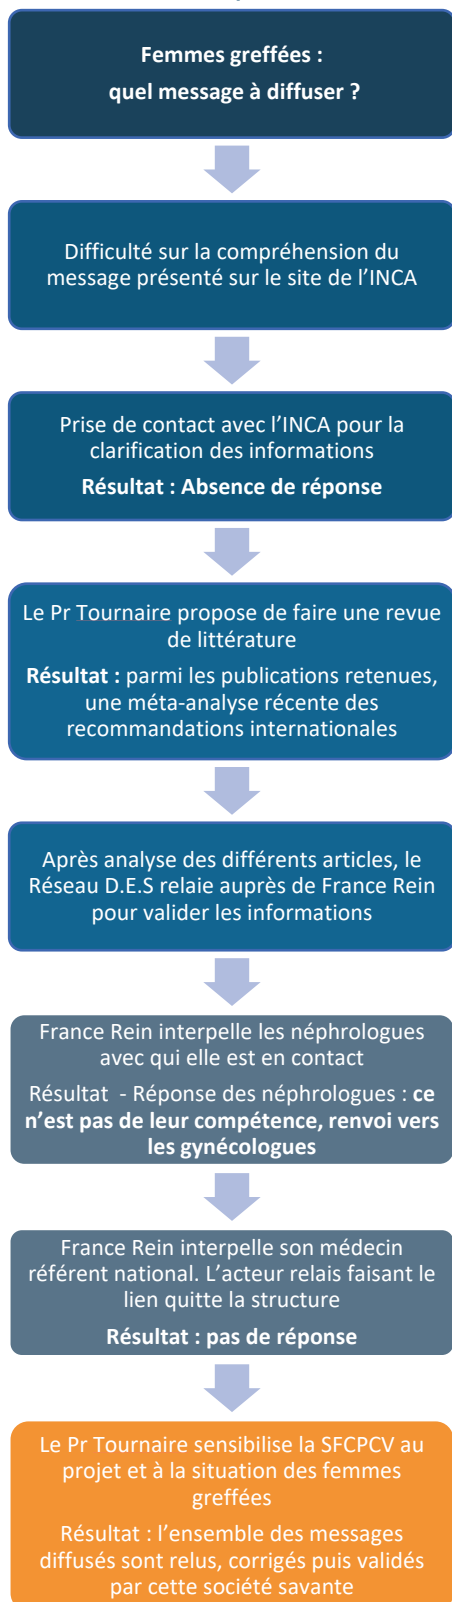 Femmes greffées :
quel message à diffuser ?
Difficulté sur la compréhension du
message présenté sur le site de l’INCA
Prise de contact avec l’INCA pour la
clarification des informations
Résultat : Absence de réponse
Le Pr Tournaire propose de faire une revue
de littérature
Résultat : parmi les publications retenues,
une méta-analyse récente des
recommandations internationales
Après analyse des différents articles, le
Réseau D.E.S relaie auprès de France Rein
pour valider les informations
France Rein interpelle les néphrologues
avec qui elle est en contact
Résultat - Réponse des néphrologues : ce
n’est pas de leur compétence, renvoi vers
les gynécologues
France Rein interpelle son médecin
référent national. L’acteur relais faisant le
lien quitte la structure
Résultat : pas de réponse
Le Pr Tournaire sensibilise la SFCPCV au
projet et à la situation des femmes
greffées
Résultat : l’ensemble des messages
diffusés sont relus, corrigés puis validés
par cette société savante